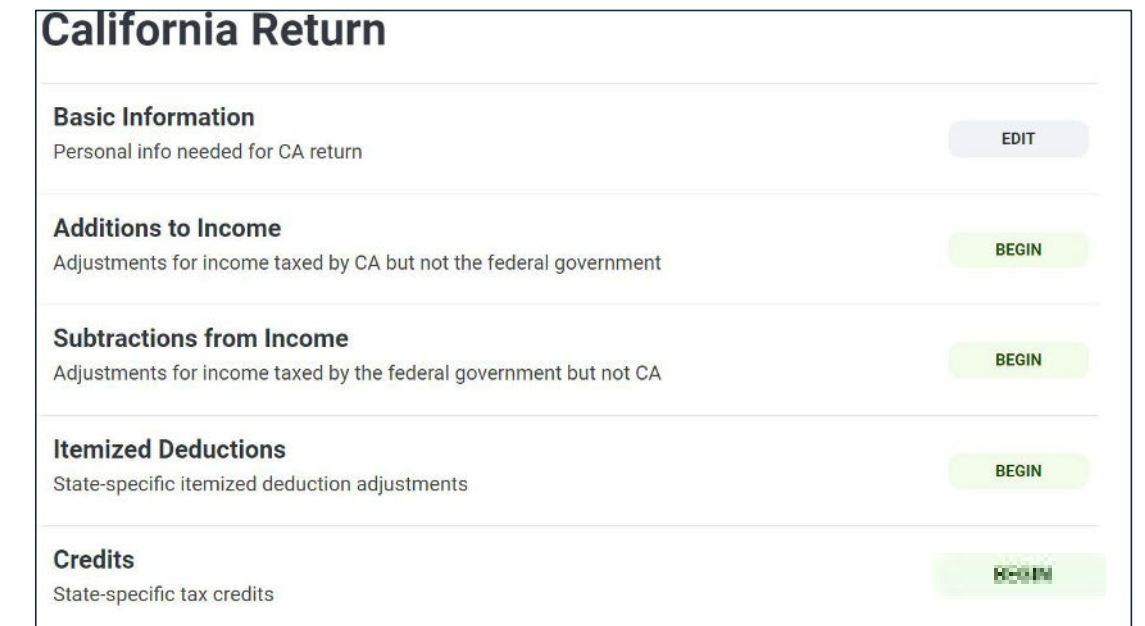 California Return
Basic Information
Personal info needed for CA return
EDIT
Additions to Income
Adjustments for income taxed by CA but not the federal government
BEGIN
Subtractions from Income
Adjustments for income taxed by the federal government but not CA
BEGIN
Itemized Deductions
State-specific itemized deduction adjustments
BEGIN
Credits
State-specific tax credits
BEGIN